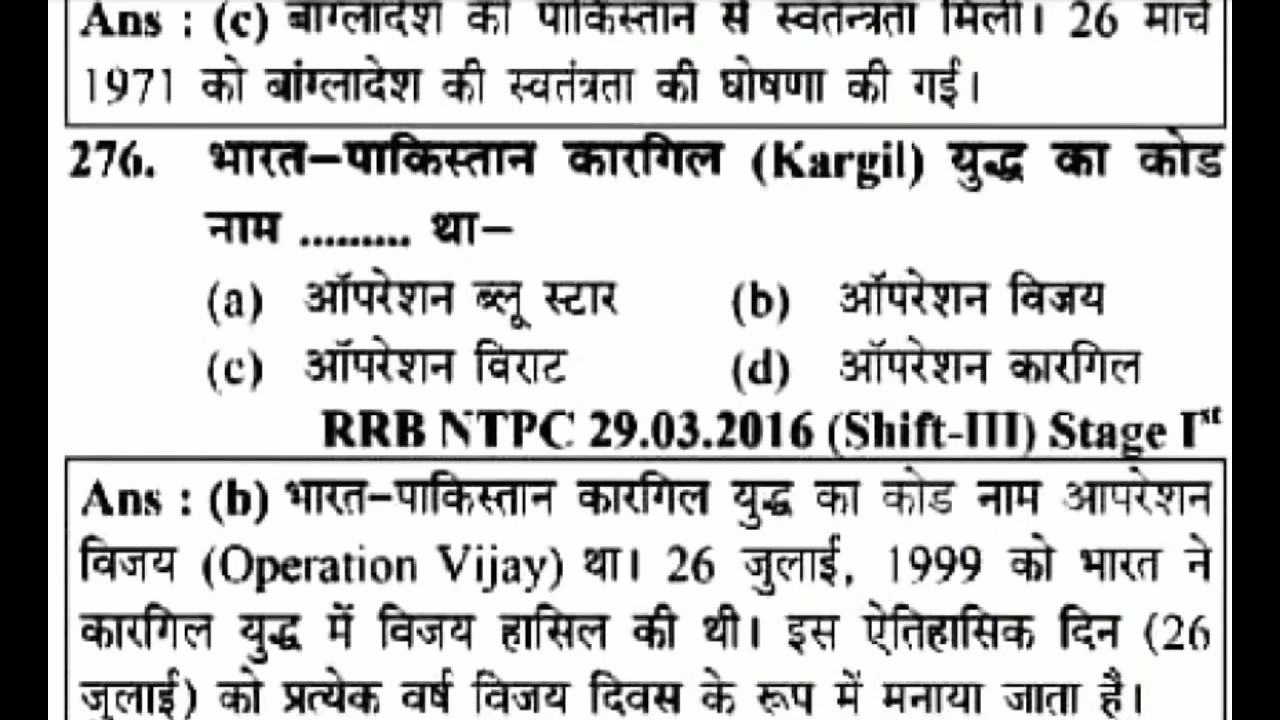 Ans : (c) बांग्लादेश को पाकिस्तान से स्वतन्त्रता मिली। 26 मार्च
1971 को बांग्लादेश की स्वतंत्रता की घोषणा की गई।
276. भारत–पाकिस्तान कारगिल (Kargil) युद्ध का कोड
नाम ......... था–
(a) ऑपरेशन ब्लू स्टार (b) ऑपरेशन विजय
(c) ऑपरेशन विराट (d) ऑपरेशन कारगिल
RRB NTPC 29.03.2016 (Shift-III) Stage Ist
Ans : (b) भारत–पाकिस्तान कारगिल युद्ध का कोड नाम आपरेशन
विजय (Operation Vijay) था। 26 जुलाई, 1999 को भारत ने
कारगिल युद्ध में विजय हासिल की थी। इस ऐतिहासिक दिन (26
जुलाई) को प्रत्येक वर्ष विजय दिवस के रूप में मनाया जाता है।